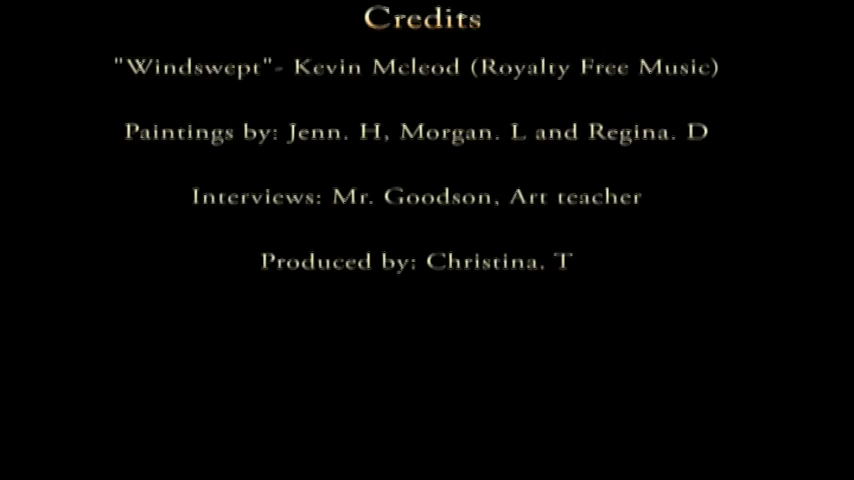 Credits
"Windswept"- Kevin Mcleod (Royalty Free Music)
Paintings by: Jenn. H, Morgan. L and Regina. D
Interviews: Mr. Goodson, Art teacher
Produced by: Christina. T